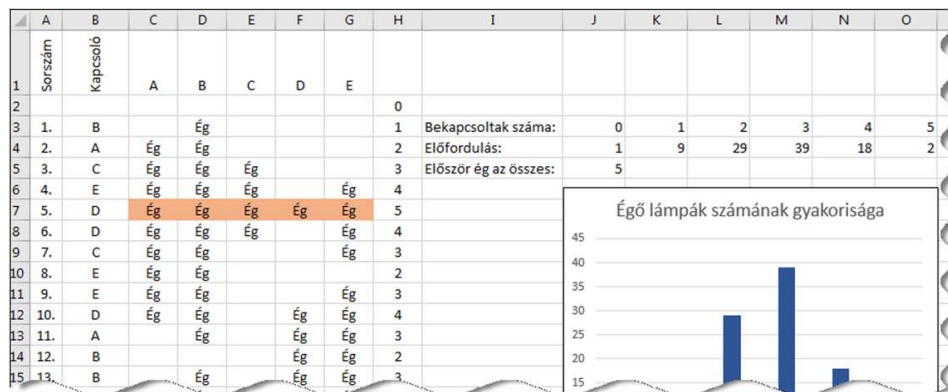 A B C D E F G H I J K L M N O
1 Sorszám Kapcsoló A B C D E
2 0
3 1. B Ég 1 Bekapcsoltak száma: 0 1 2 3 4 5
4 2. A Ég Ég 2 Előfordulás: 1 9 29 39 18 2
5 3. C Ég Ég Ég 3 Először ég az összes: 5
6 4. E Ég Ég Ég Ég 4
7 5. D Ég Ég Ég Ég Ég 5
8 6. D Ég Ég Ég Ég 4
9 7. C Ég Ég Ég 3
10 8. E Ég Ég 2
11 9. E Ég Ég Ég 3
12 10. D Ég Ég Ég Ég 4
13 11. A Ég Ég Ég 3
14 12. B Ég Ég 2
15 13. B Ég Ég Ég 3
Égő lámpák számának gyakorisága
45
40
35
30
25
20
15